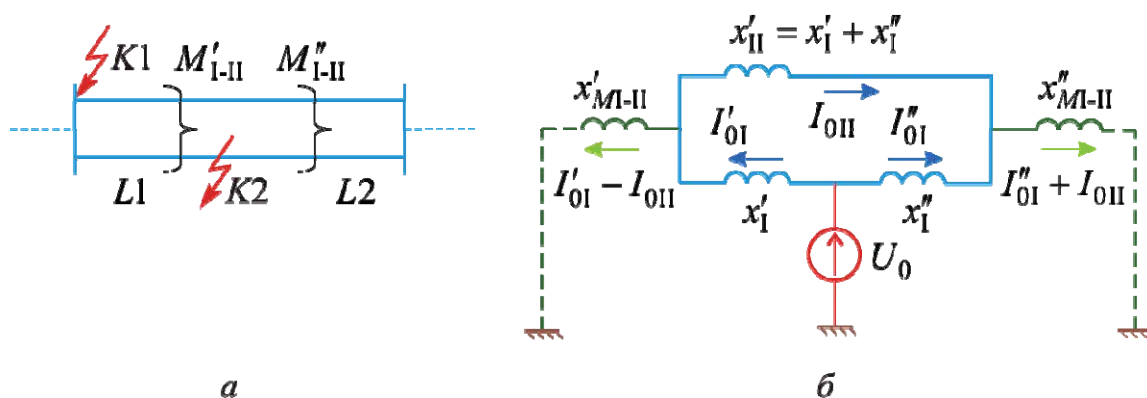 K1
M′I-II
M″I-II
L1
K2
L2
а
x′II = x′I + x″I
x′MI-II
x″MI-II
I0II
I′0I
I″0I
I′0I − I0II
I″0I + I0II
x′I
x″I
U0
б